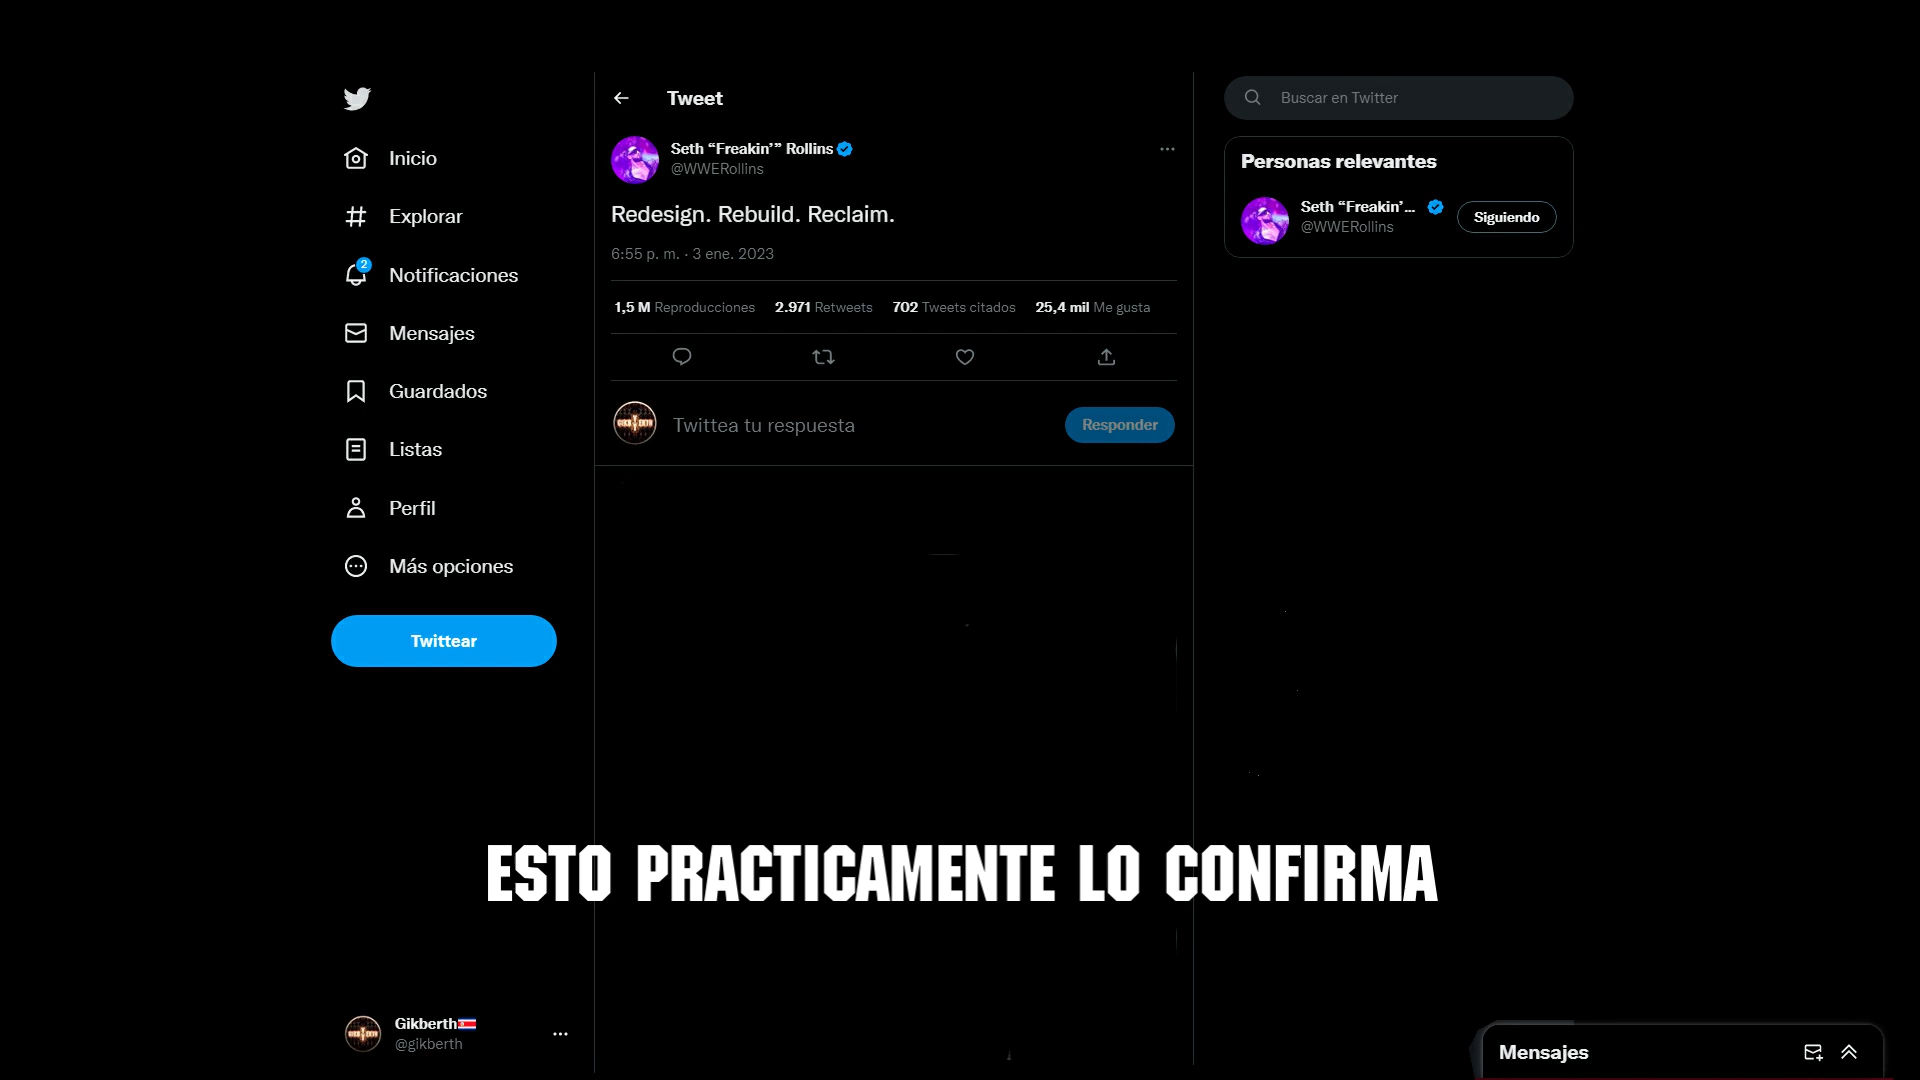 Inicio
Explorar
2
Notificaciones
Mensajes
Guardados
Listas
Perfil
Más opciones
Twittear
Gikberth
@gikberth
Tweet
Seth “Freakin’” Rollins
@WWERollins
Redesign. Rebuild. Reclaim.
6:55 p. m. · 3 ene. 2023
1,5 M Reproducciones 2.971 Retweets 702 Tweets citados 25,4 mil Me gusta
Twittea tu respuesta
Responder
Buscar en Twitter
Personas relevantes
Seth “Freakin’...
@WWERollins
Siguiendo
ESTO PRACTICAMENTE LO CONFIRMA
Mensajes